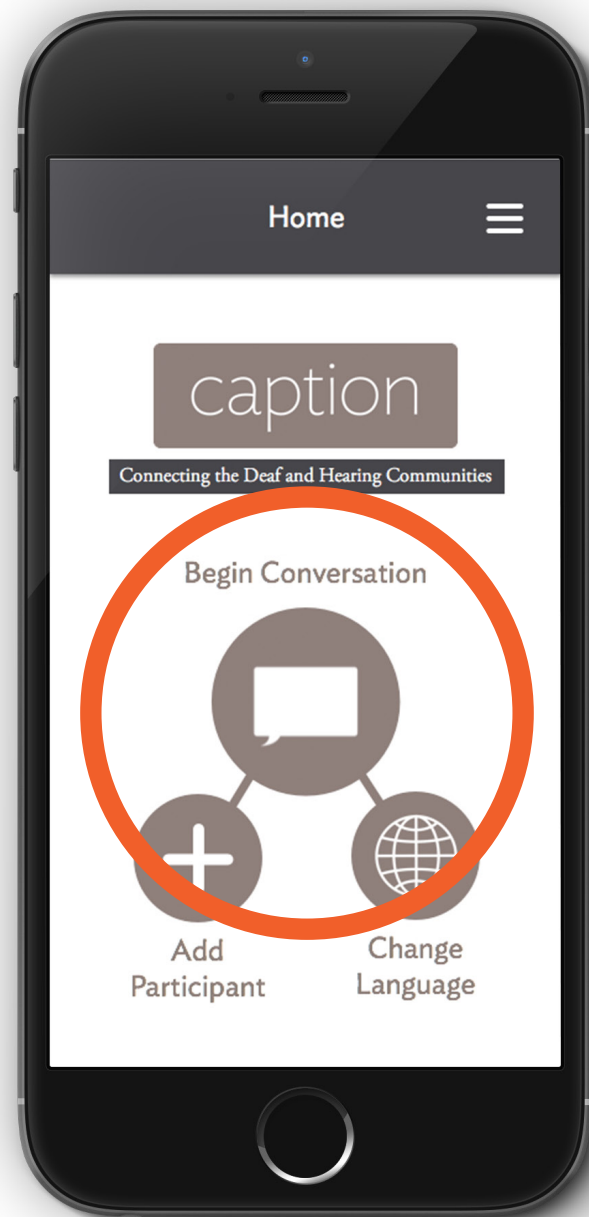 Home
caption
Connecting the Deaf and Hearing Communities
Begin Conversation
Add
Participant
Change
Language